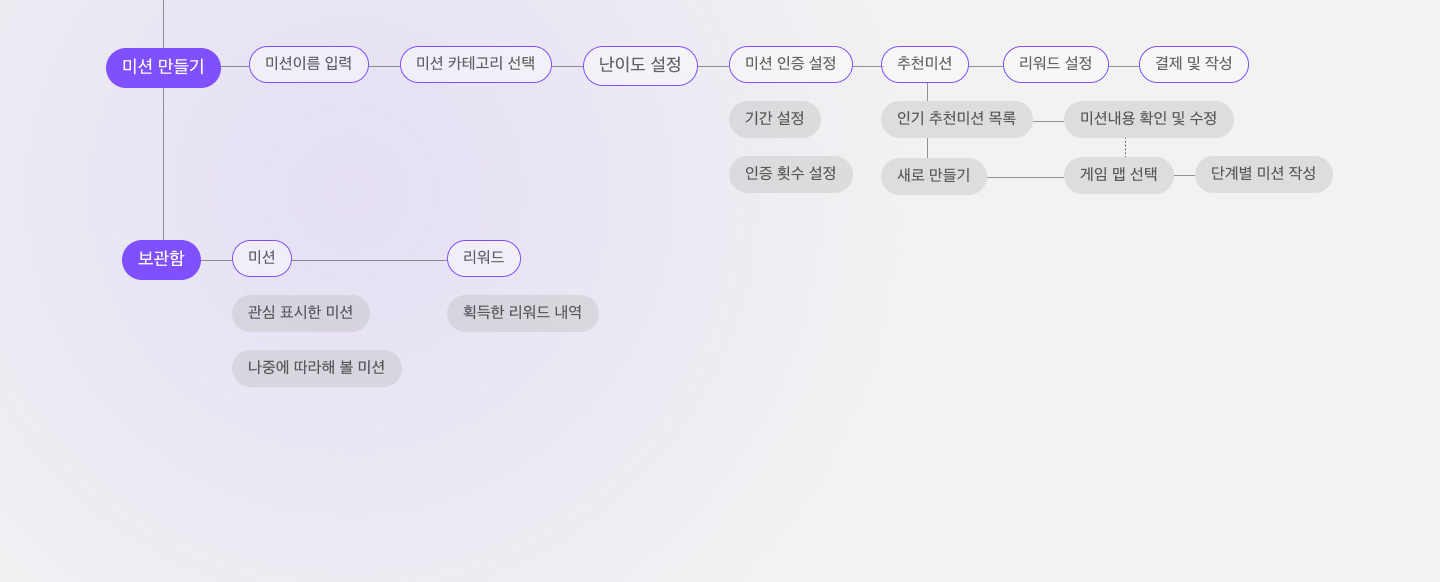 미션 만들기
미션이름 입력
미션 카테고리 선택
난이도 설정
미션 인증 설정
추천미션
리워드 설정
결제 및 작성
기간 설정
인기 추천미션 목록
미션내용 확인 및 수정
인증 횟수 설정
새로 만들기
게임 맵 선택
단계별 미션 작성
보관함
미션
리워드
관심 표시한 미션
획득한 리워드 내역
나중에 따라해 볼 미션